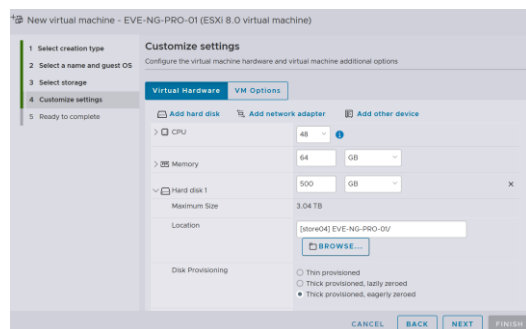 New virtual machine - EVE-NG-PRO-01 (ESXi 8.0 virtual machine)
1 Select creation type
2 Select a name and guest OS
3 Select storage
4 Customize settings
5 Ready to complete
Customize settings
Configure the virtual machine hardware and virtual machine additional options
Virtual Hardware VM Options
Add hard disk Add network adapter Add other device
CPU 48
Memory 64 GB
Hard disk 1 500 GB
Maximum Size 3.04 TB
Location [store04] EVE-NG-PRO-01/
BROWSE...
Disk Provisioning Thin provisioned
Thick provisioned, lazily zeroed
Thick provisioned, eagerly zeroed
CANCEL BACK NEXT FINISH